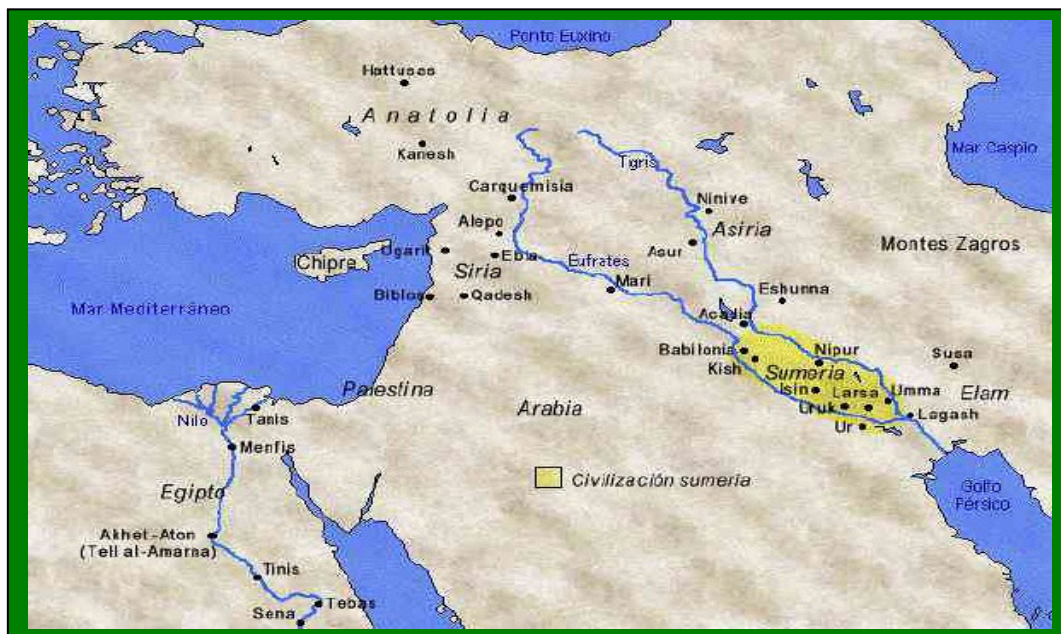 Ponto Euxino
Hattusas
Anatolia
Kanesh
Mar Caspio
Tigris
Carquemisia
Ninive
Alepo
Asiria
Asur
Montes Zagros
Ugarit
Ebla
Chipre
Siria
Eufrates
Mari
Biblos
Qadesh
Eshunna
Mar Mediterráneo
Acadia
Babilonia
Nipur
Kish
Sumeria
Susa
Palestina
Isin
Larsa
Umma
Elam
Arabia
Uruk
Lagash
Nilo
Tanis
Ur
Menfis
Civilización sumeria
Egipto
Golfo
Pérsico
Akhet-Aton
(Tell al-Amarna)
Tinis
Tebas
Sena